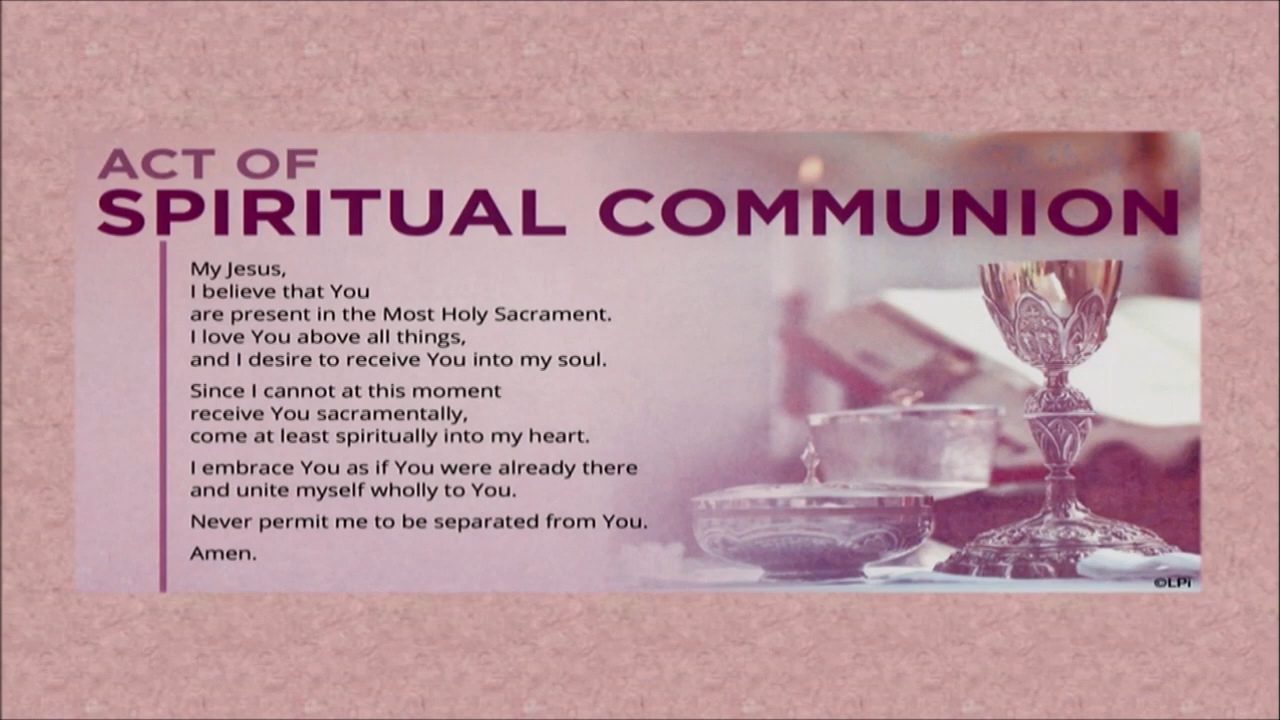 ACT OF
SPIRITUAL COMMUNION
My Jesus,
I believe that You
are present in the Most Holy Sacrament.
I love You above all things,
and I desire to receive You into my soul.
Since I cannot at this moment
receive You sacramentally,
come at least spiritually into my heart.
I embrace You as if You were already there
and unite myself wholly to You.
Never permit me to be separated from You.
Amen.
©LPi